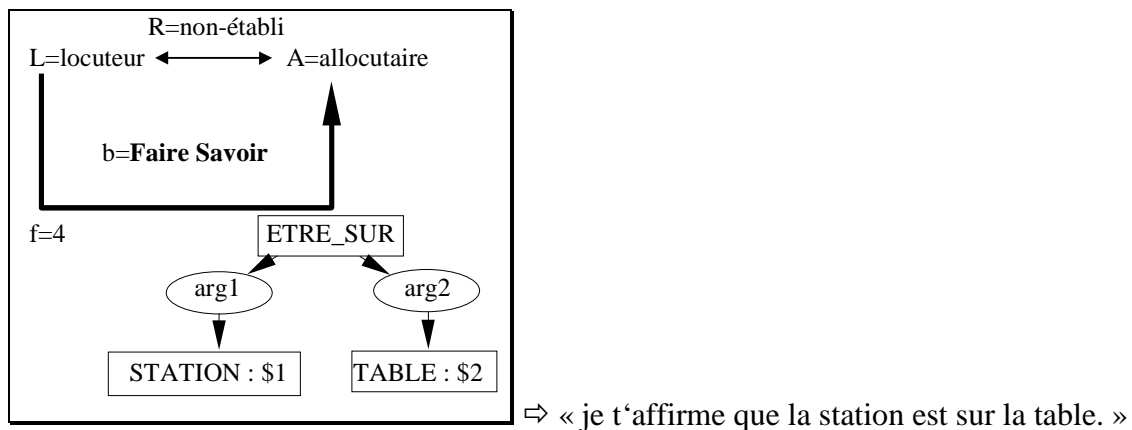 R=non-établi
L=locuteur A=allocutaire
b=Faire Savoir
f=4
ETRE_SUR
arg1 arg2
STATION : $1 TABLE : $2
⇨ « je t‘affirme que la station est sur la table. »